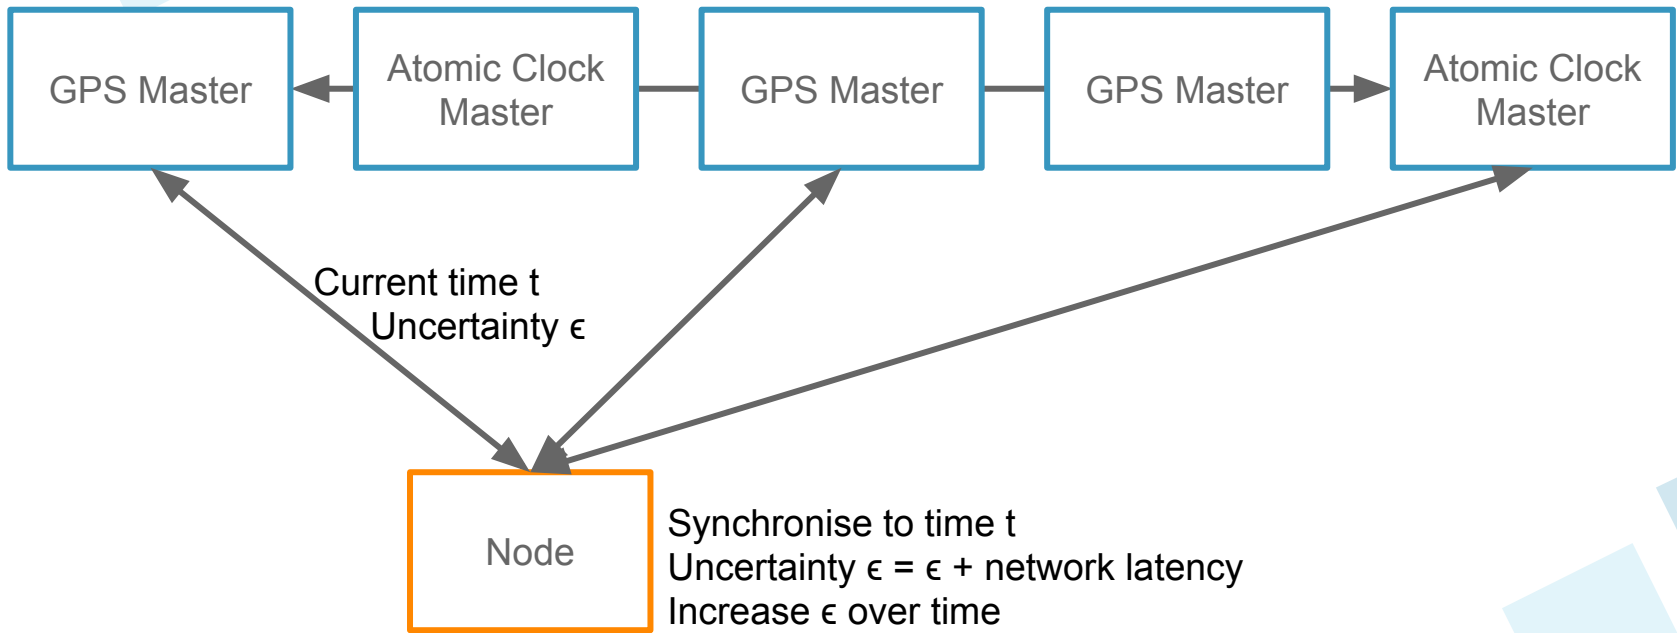 GPS Master
Atomic Clock
Master
GPS Master
GPS Master
Atomic Clock
Master
Current time t
Uncertainty ϵ
Node
Synchronise to time t
Uncertainty ϵ = ϵ + network latency
Increase ϵ over time